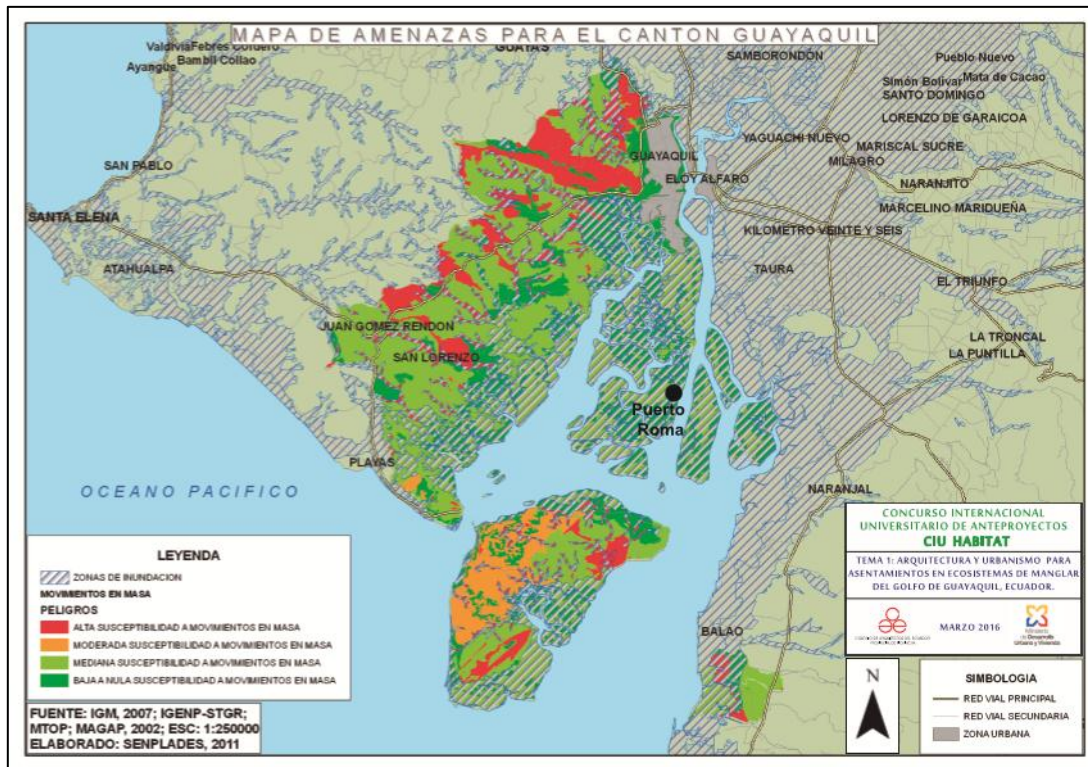 MAPA DE AMENAZAS PARA EL CANTON GUAYAQUIL
GUAYAS
Valdivia Febres Cordero
Bambil Collao
Ayangue
SAMBORONDÓN
Pueblo Nuevo
Simón Bolívar
Mata de Cacao
SANTO DOMINGO
LORENZO DE GARAICOA
YAGUACHI NUEVO
MARISCAL SUCRE
MILAGRO
GUAYAQUIL
ELOY ALFARO
SAN PABLO
NARANJITO
MARCELINO MARIDUEÑA
SANTA ELENA
KILOMETRO VEINTE Y SEIS
ATAHUALPA
TAURA
EL TRIUNFO
JUAN GOMEZ RENDON
LA TRONCAL
LA PUNTILLA
SAN LORENZO
Puerto
Roma
PLAYAS
OCEANO PACIFICO
NARANJAL
BALAO
LEYENDA
ZONAS DE INUNDACION
MOVIMIENTOS EN MASA
PELIGROS
ALTA SUSCEPTIBILIDAD A MOVIMIENTOS EN MASA
MODERADA SUSCEPTIBILIDAD A MOVIMIENTOS EN MASA
MEDIANA SUSCEPTIBILIDAD A MOVIMIENTOS EN MASA
BAJA A NULA SUSCEPTIBILIDAD A MOVIMIENTOS EN MASA
FUENTE: IGM, 2007; IGENP-STGR;
MTOP; MAGAP, 2002; ESC: 1:250000
ELABORADO: SENPLADES, 2011
CONCURSO INTERNACIONAL
UNIVERSITARIO DE ANTEPROYECTOS
CIU HABITAT
TEMA 1: ARQUITECTURA Y URBANISMO PARA
ASENTAMIENTOS EN ECOSISTEMAS DE MANGLAR
DEL GOLFO DE GUAYAQUIL, ECUADOR.
MARZO 2016
Ministerio
de Desarrollo
Urbano y Vivienda
N
SIMBOLOGIA
RED VIAL PRINCIPAL
RED VIAL SECUNDARIA
ZONA URBANA